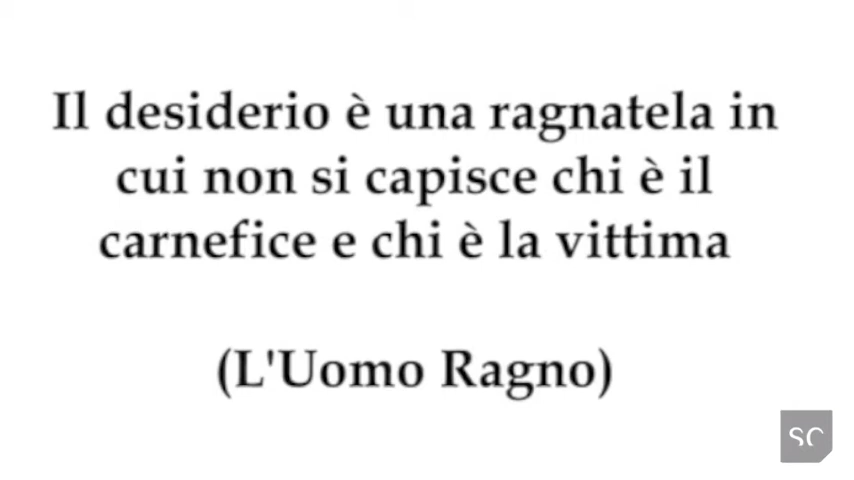 Il desiderio è una ragnatela in
cui non si capisce chi è il
carnefice e chi è la vittima
(L'Uomo Ragno)
SC